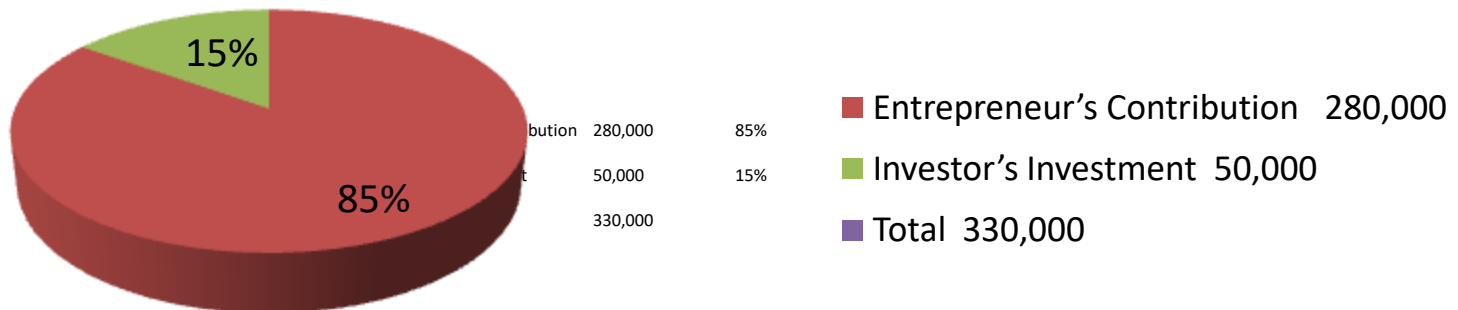 15%
85%
bution 280,000 85%
t 50,000 15%
330,000
Entrepreneur’s Contribution 280,000
Investor’s Investment 50,000
Total 330,000